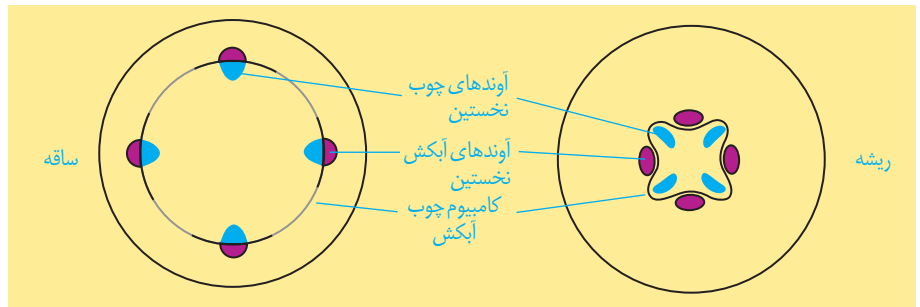 آوندهای چوب
نخستین
ریشه
آوندهای آبکش
نخستین
ساقه
کامبیوم چوب
آبکش